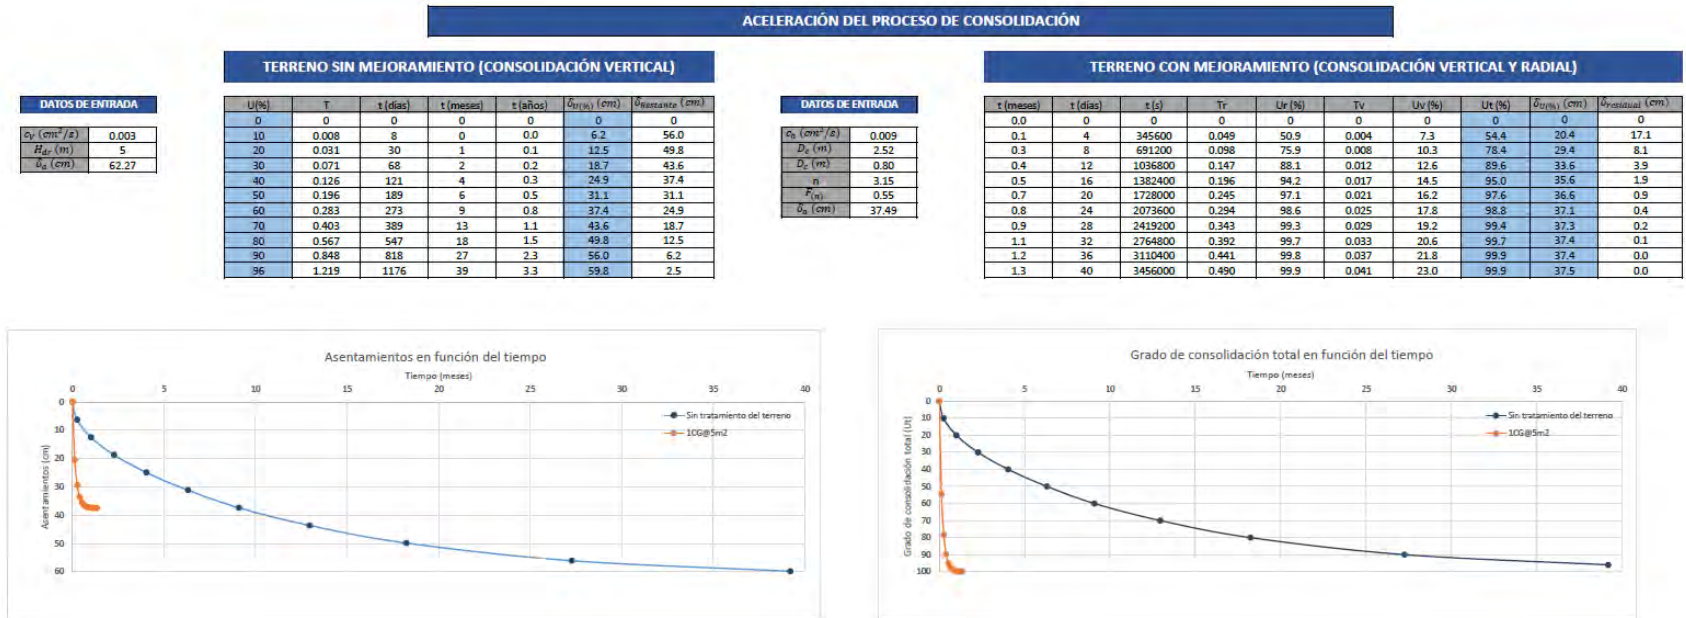 ACELERACIÓN DEL PROCESO DE CONSOLIDACIÓN
TERRENO SIN MEJORAMIENTO (CONSOLIDACIÓN VERTICAL)
DATOS DE ENTRADA
c_V (cm²/s) 0.003
H_dr (m) 5
δ_a (cm) 62.27
U(%) T t (días) t (meses) t (años) δ_U(%) (cm) δ_Restante (cm)
0 0 0 0 0 0 0
10 0.008 8 0 0.0 6.2 56.0
20 0.031 30 1 0.1 12.5 49.8
30 0.071 68 2 0.2 18.7 43.6
40 0.126 121 4 0.3 24.9 37.4
50 0.196 189 6 0.5 31.1 31.1
60 0.283 273 9 0.8 37.4 24.9
70 0.403 389 13 1.1 43.6 18.7
80 0.567 547 18 1.5 49.8 12.5
90 0.848 818 27 2.3 56.0 6.2
96 1.219 1176 39 3.3 59.8 2.5
TERRENO CON MEJORAMIENTO (CONSOLIDACIÓN VERTICAL Y RADIAL)
DATOS DE ENTRADA
c_h (cm²/s) 0.009
D_e (m) 2.52
D_c (m) 0.80
n 3.15
F_(n) 0.55
δ_a (cm) 37.49
t (meses) t (días) t (s) Tr Ur (%) Tv Uv (%) Ut (%) δ_U(%) (cm) δ_residual (cm)
0.0 0 0 0 0 0 0 0 0 0
0.1 4 345600 0.049 50.9 0.004 7.3 54.4 20.4 17.1
0.3 8 691200 0.098 75.9 0.008 10.3 78.4 29.4 8.1
0.4 12 1036800 0.147 88.1 0.012 12.6 89.6 33.6 3.9
0.5 16 1382400 0.196 94.2 0.017 14.5 95.0 35.6 1.9
0.7 20 1728000 0.245 97.1 0.021 16.2 97.6 36.6 0.9
0.8 24 2073600 0.294 98.6 0.025 17.8 98.8 37.1 0.4
0.9 28 2419200 0.343 99.3 0.029 19.2 99.4 37.3 0.2
1.1 32 2764800 0.392 99.7 0.033 20.6 99.7 37.4 0.1
1.2 36 3110400 0.441 99.8 0.037 21.8 99.9 37.4 0.0
1.3 40 3456000 0.490 99.9 0.041 23.0 99.9 37.5 0.0
Asentamientos en función del tiempo
Tiempo (meses)
0 5 10 15 20 25 30 35 40
0
10
20
30
40
50
60
Asentamientos (cm)
Sin tratamiento del terreno
1CG@5m2
Grado de consolidación total en función del tiempo
Tiempo (meses)
0 5 10 15 20 25 30 35 40
0
10
20
30
40
50
60
70
80
90
100
Grado de consolidación total (Ut)
Sin tratamiento del terreno
1CG@5m2